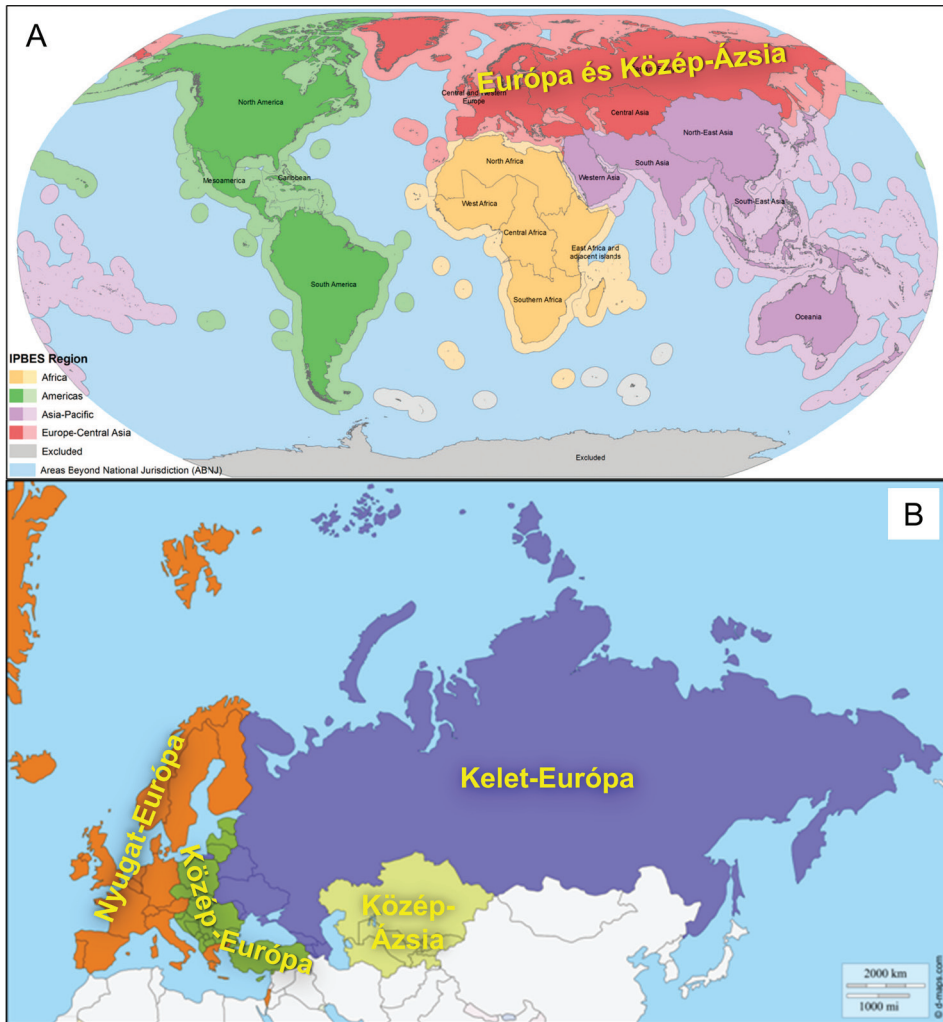 A
Európa és Közép-Ázsia
North America
Central and Western
Europe
Central Asia
North-East Asia
North Africa
South Asia
Western Asia
Mesoamerica
Caribbean
West Africa
South-East Asia
Central Africa
East Africa and
adjacent islands
South America
Southern Africa
Oceania
IPBES Region
Africa
Americas
Asia-Pacific
Europe-Central Asia
Excluded
Areas Beyond National Jurisdiction (ABNJ)
Excluded
B
Nyugat-Európa
Közép-Európa
Kelet-Európa
Közép-
Ázsia
2000 km
1000 mi
© d-maps.com